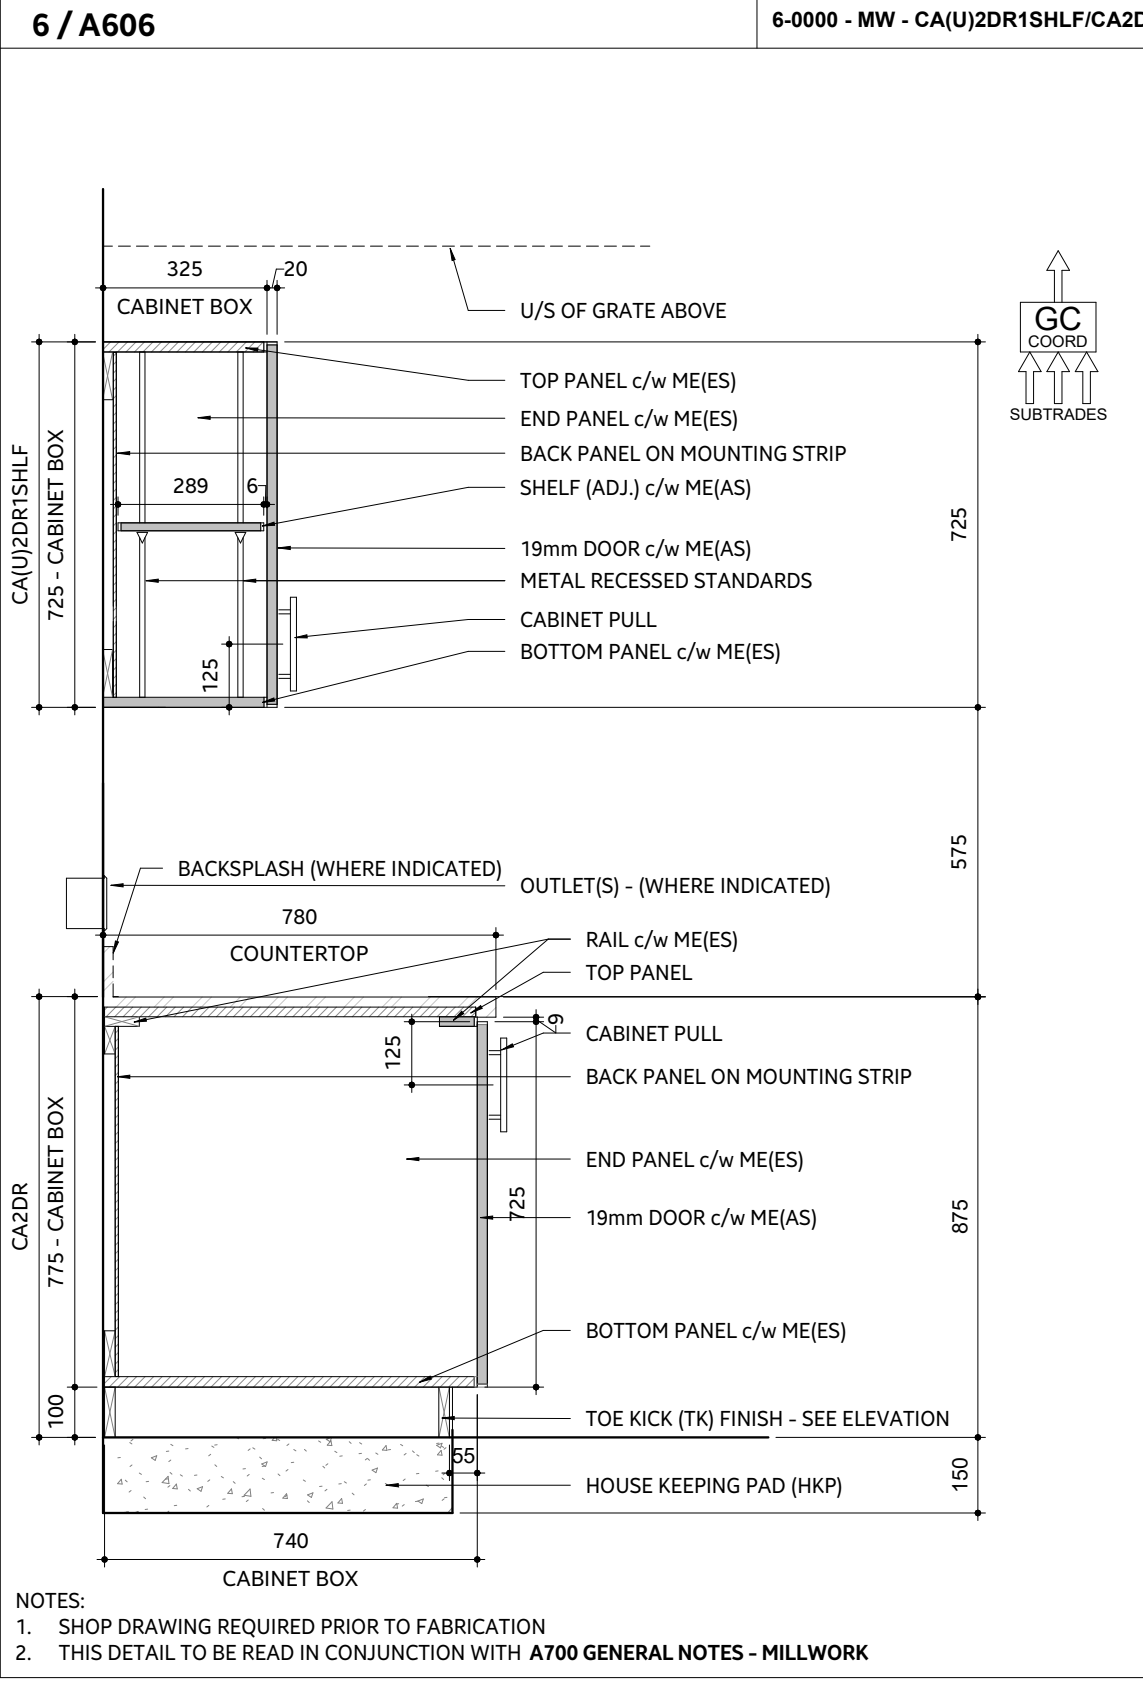 6 / A606
6-0000 - MW - CA(U)2DR1SHLF/CA2D
325
20
CABINET BOX
U/S OF GRATE ABOVE
GC
COORD
SUBTRADES
TOP PANEL c/w ME(ES)
END PANEL c/w ME(ES)
BACK PANEL ON MOUNTING STRIP
289
6
SHELF (ADJ.) c/w ME(AS)
19mm DOOR c/w ME(AS)
METAL RECESSED STANDARDS
CABINET PULL
BOTTOM PANEL c/w ME(ES)
125
CA(U)2DR1SHLF
725 - CABINET BOX
725
575
BACKSPLASH (WHERE INDICATED)
OUTLET(S) - (WHERE INDICATED)
780
COUNTERTOP
RAIL c/w ME(ES)
TOP PANEL
9
CABINET PULL
125
BACK PANEL ON MOUNTING STRIP
END PANEL c/w ME(ES)
725
19mm DOOR c/w ME(AS)
CA2DR
775 - CABINET BOX
875
BOTTOM PANEL c/w ME(ES)
100
TOE KICK (TK) FINISH - SEE ELEVATION
55
HOUSE KEEPING PAD (HKP)
150
740
CABINET BOX
NOTES:
1. SHOP DRAWING REQUIRED PRIOR TO FABRICATION
2. THIS DETAIL TO BE READ IN CONJUNCTION WITH A700 GENERAL NOTES - MILLWORK